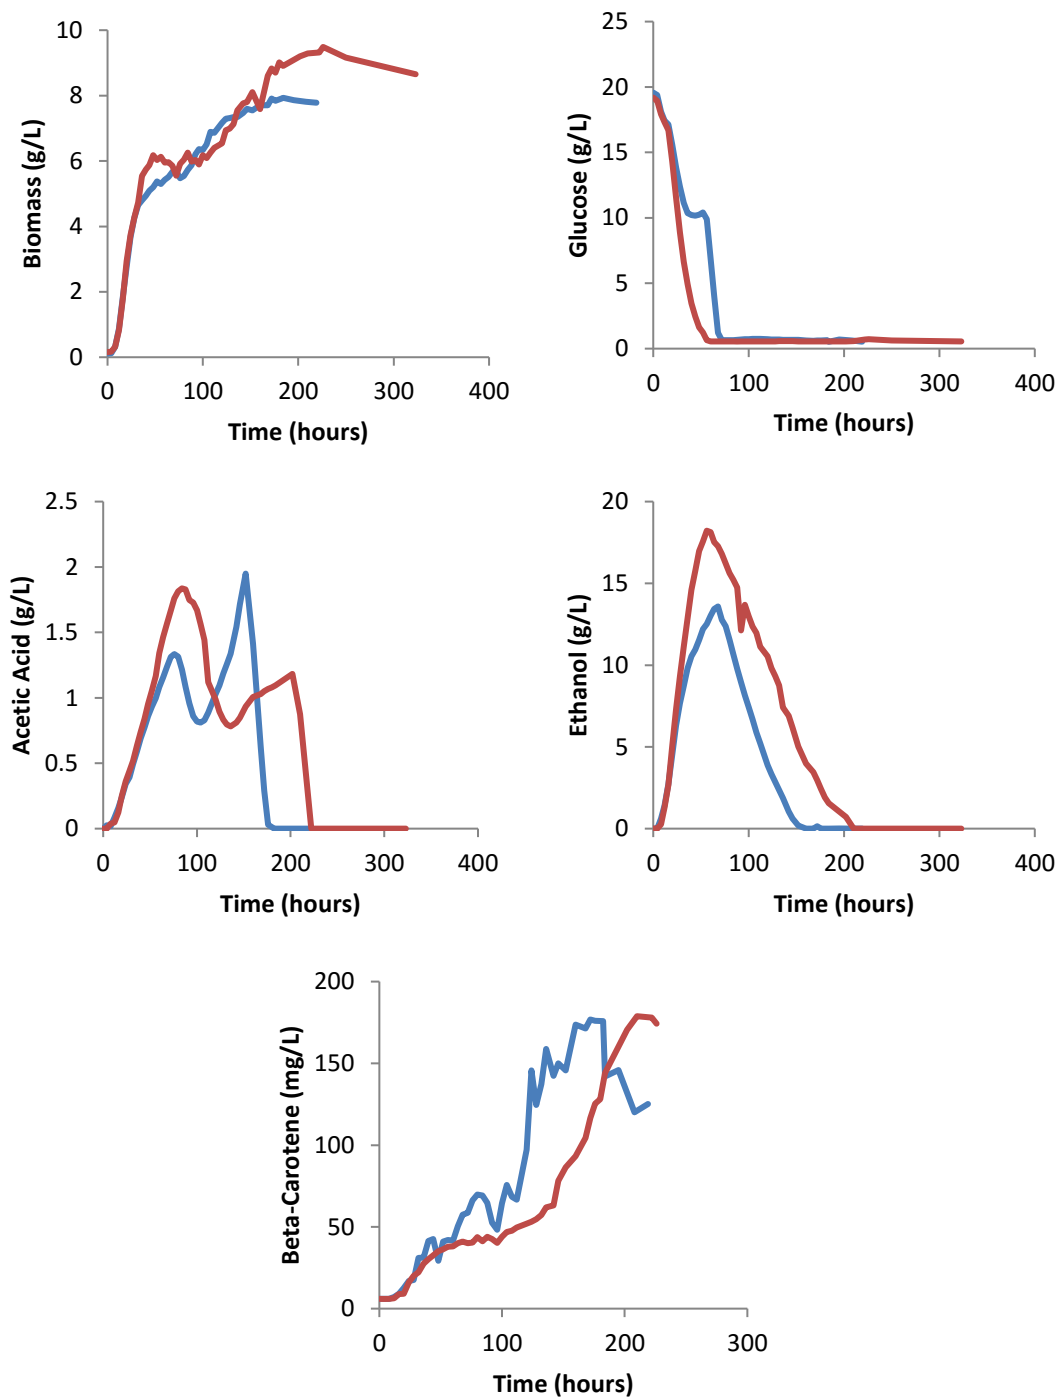 10
8
6
4
2
0
Biomass (g/L)
0 100 200 300 400
Time (hours)
25
20
15
10
5
0
Glucose (g/L)
0 100 200 300 400
Time (hours)
2.5
2
1.5
1
0.5
0
Acetic Acid (g/L)
0 100 200 300 400
Time (hours)
20
15
10
5
0
Ethanol (g/L)
0 100 200 300 400
Time (hours)
200
150
100
50
0
Beta-Carotene (mg/L)
0 100 200 300
Time (hours)